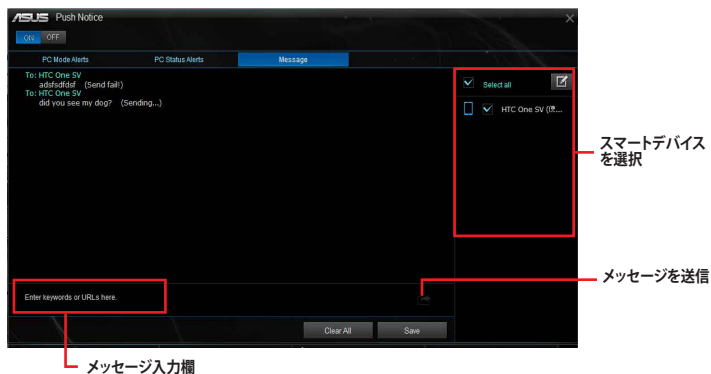 ASUS Push Notice
ON OFF
PC Mode Alerts PC Status Alerts Message
To: HTC One SV
adsfsdfdsf (Send fail!)
To: HTC One SV
did you see my dog? (Sending...)
Select all
HTC One SV (僾...
スマートデバイス
を選択
メッセージを送信
Enter keywords or URLs here.
Clear All Save
メッセージ入力欄